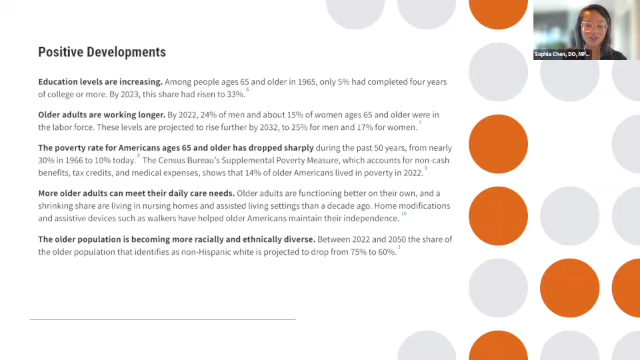 Positive Developments
Education levels are increasing. Among people ages 65 and older in 1965, only 5% had completed four years
of college or more. By 2023, this share had risen to 33%. 6
Older adults are working longer. By 2022, 24% of men and about 15% of women ages 65 and older were in
the labor force. These levels are projected to rise further by 2032, to 25% for men and 17% for women.
The poverty rate for Americans ages 65 and older has dropped sharply during the past 50 years, from nearly
30% in 1966 to 10% today. The Census Bureau's Supplemental Poverty Measure, which accounts for non-cash
benefits, tax credits, and medical expenses, shows that 14% of older Americans lived in poverty in 2022.
More older adults can meet their daily care needs. Older adults are functioning better on their own, and a
shrinking share are living in nursing homes and assisted living settings than a decade ago. Home modifications
and assistive devices such as walkers have helped older Americans maintain their independence. 10
The older population is becoming more racially and ethnically diverse. Between 2022 and 2050 the share of
the older population that identifies as non-Hispanic white is projected to drop from 75% to 60%.
Sophia Chen, DO,